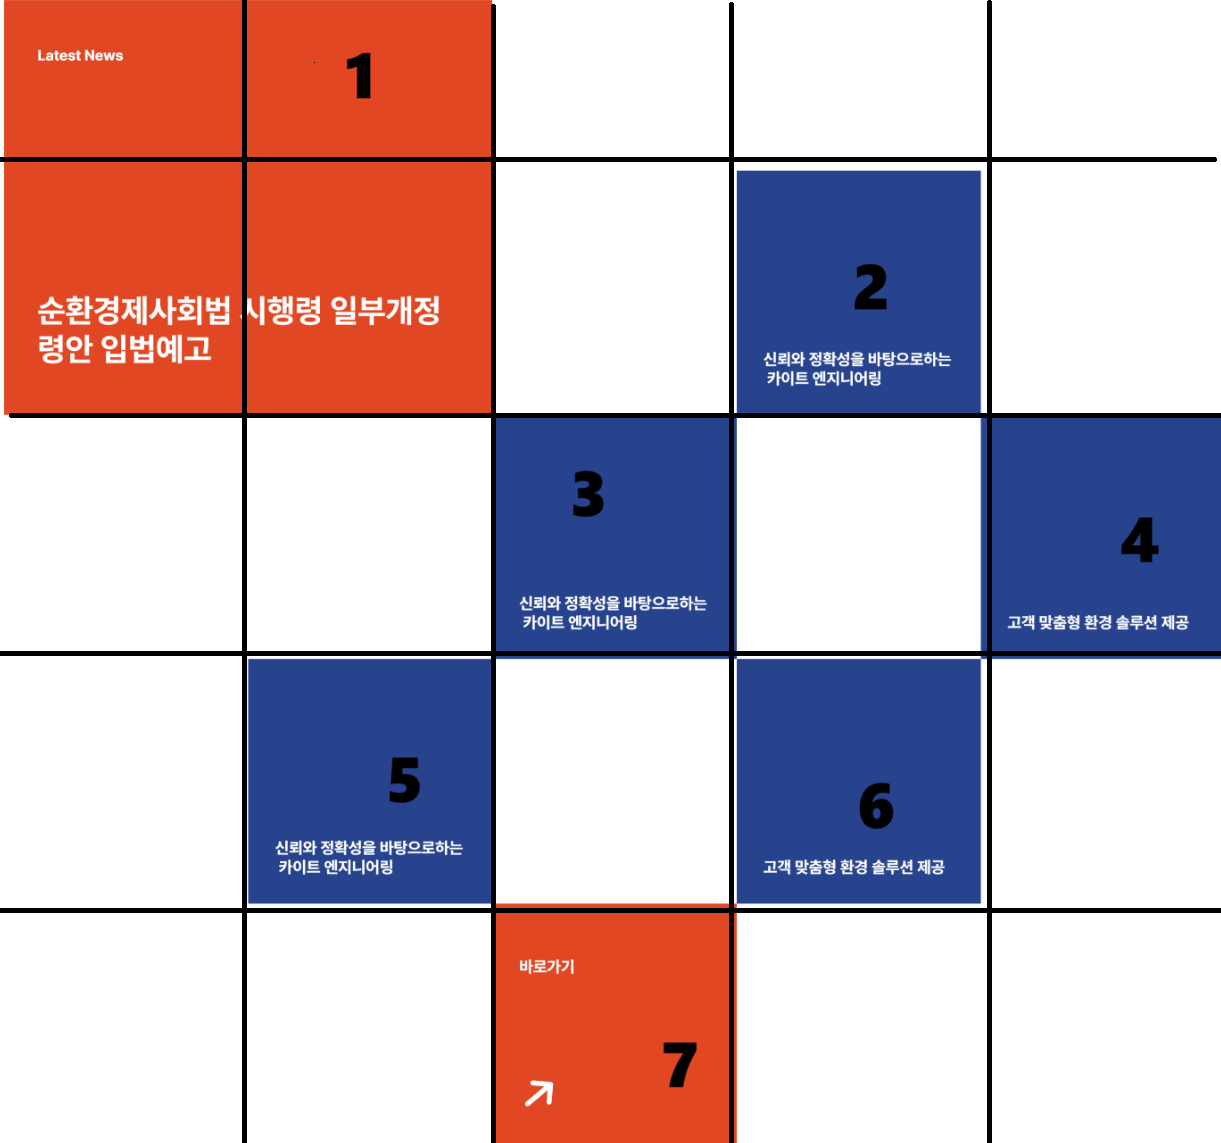 Latest News
1
순환경제사회법 시행령 일부개정
령안 입법예고
2
신뢰와 정확성을 바탕으로하는
카이트 엔지니어링
3
신뢰와 정확성을 바탕으로하는
카이트 엔지니어링
4
고객 맞춤형 환경 솔루션 제공
5
신뢰와 정확성을 바탕으로하는
카이트 엔지니어링
6
고객 맞춤형 환경 솔루션 제공
바로가기
7